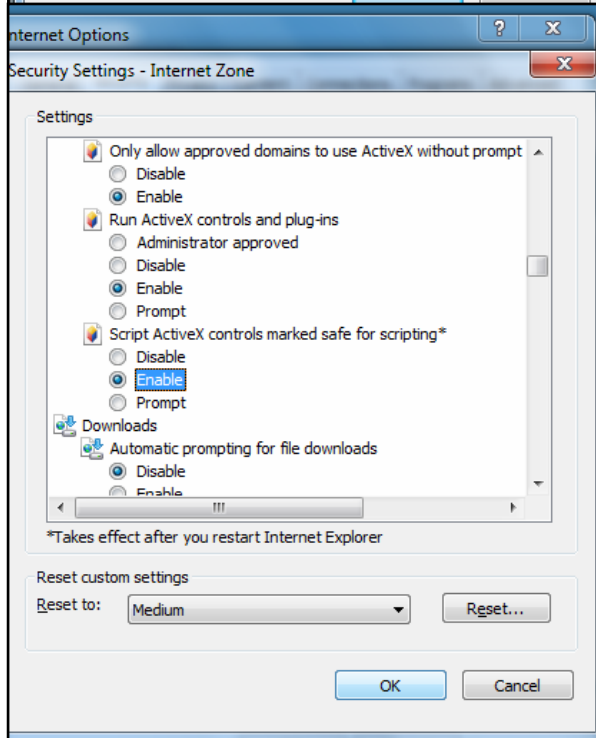 nternet Options
Security Settings - Internet Zone
Settings
Only allow approved domains to use ActiveX without prompt
Disable
Enable
Run ActiveX controls and plug-ins
Administrator approved
Disable
Enable
Prompt
Script ActiveX controls marked safe for scripting*
Disable
Enable
Prompt
Downloads
Automatic prompting for file downloads
Disable
Enable
*Takes effect after you restart Internet Explorer
Reset custom settings
Reset to: Medium Reset...
OK Cancel